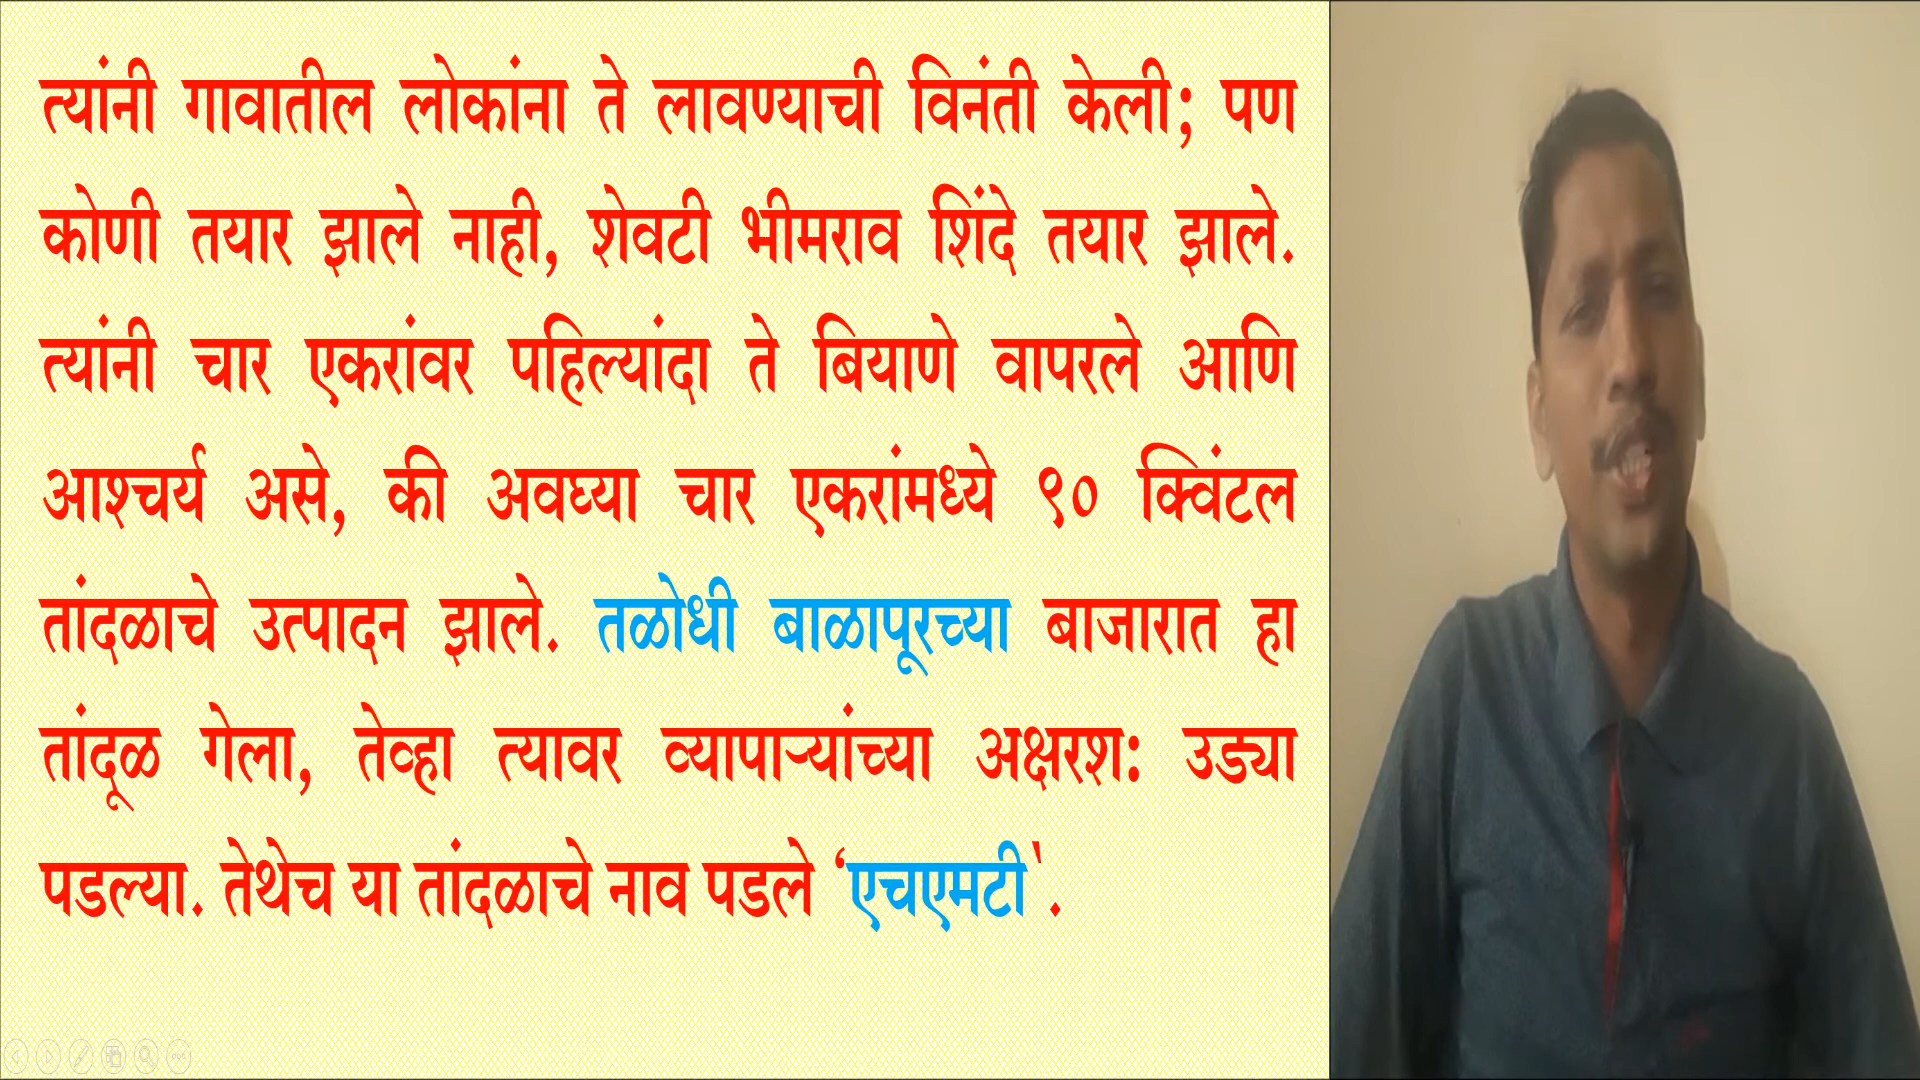 त्यांनी गावातील लोकांना ते लावण्याची विनंती केली; पण
कोणी तयार झाले नाही, शेवटी भीमराव शिंदे तयार झाले.
त्यांनी चार एकरांवर पहिल्यांदा ते बियाणे वापरले आणि
आश्चर्य असे, की अवघ्या चार एकरांमध्ये ९० क्विंटल
तांदळाचे उत्पादन झाले. तळोधी बाळापूरच्या बाजारात हा
तांदूळ गेला, तेव्हा त्यावर व्यापाऱ्यांच्या अक्षरशः उड्या
पडल्या. तेथेच या तांदळाचे नाव पडले ‘एचएमटी'.